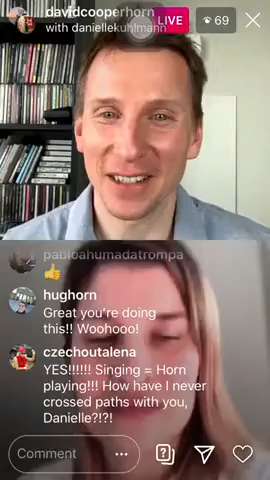 davidcooperhorn
LIVE
69
with daniellekuhlmann
pabloahumadatrompa
👍
hughorn
Great you're doing
this!! Woohooo!
czechoutalena
YES!!!!!! Singing = Horn
playing!!! How have I never
crossed paths with you,
Danielle?!?!
Comment